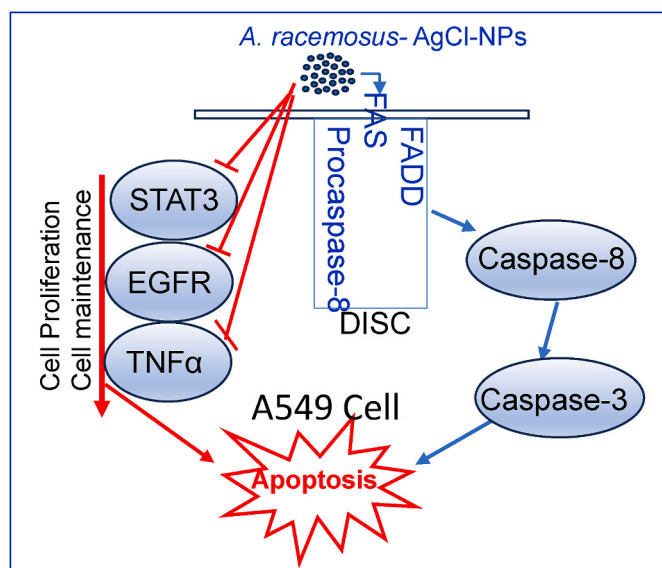 A. racemosus- AgCl-NPs
FAS
FADD
Procaspase-8
DISC
STAT3
EGFR
TNFα
Cell Proliferation
Cell maintenance
Caspase-8
Caspase-3
A549 Cell
Apoptosis